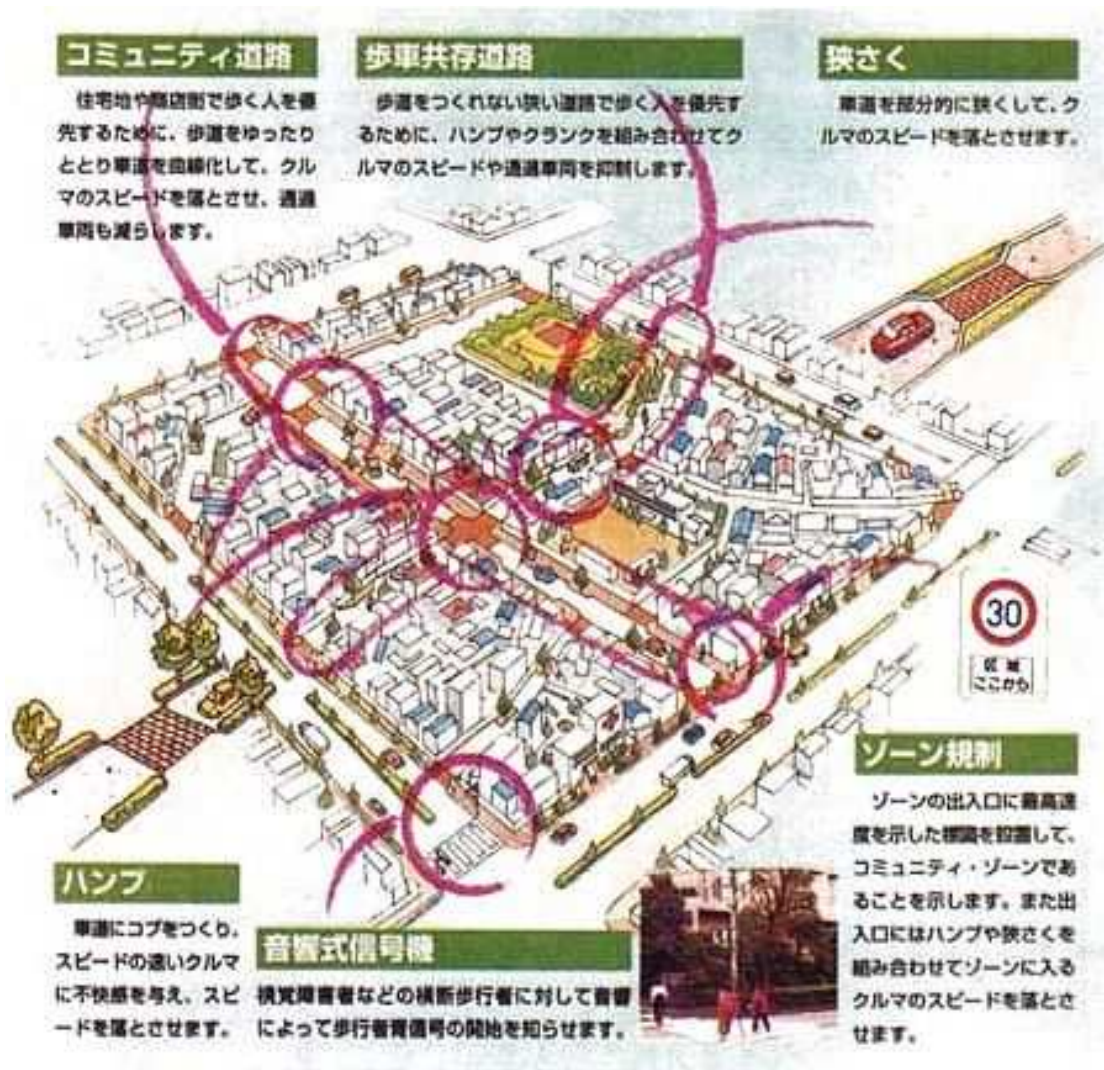 コミュニティ道路
住宅地や商店街で歩く人を優
先するために、歩道をゆったり
ととり車道を曲線化して、クル
マのスピードを落とさせ、通過
車両も減らします。
歩車共存道路
歩道をつくれない狭い道路で歩く人を優先す
るために、ハンプやクランクを組み合わせてク
ルマのスピードや通過車両を抑制します。
狭さく
車道を部分的に狭くして、ク
ルマのスピードを落とさせます。
30
区域
ここから
ゾーン規制
ゾーンの出入口に最高速
度を示した標識を設置して、
コミュニティ・ゾーンであ
ることを示します。また出
入口にはハンプや狭さくを
組み合わせてゾーンに入る
クルマのスピードを落とさ
せます。
ハンプ
車道にコブをつくり、
スピードの速いクルマ
に不快感を与え、スピ
ードを落とさせます。
音響式信号機
視覚障害者などの横断歩行者に対して音響
によって歩行者青信号の開始を知らせます。